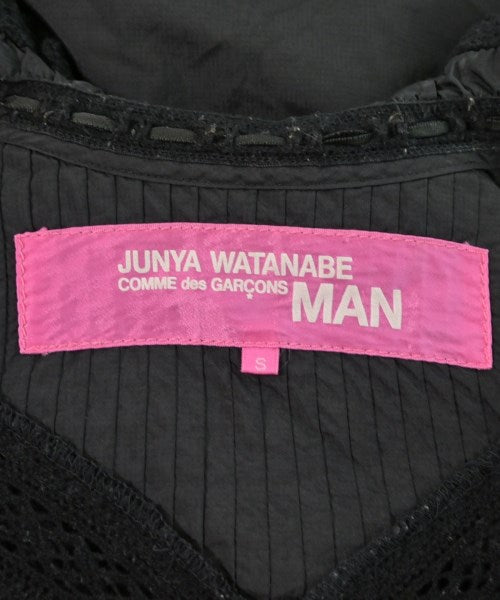 JUNYA WATANABE
COMME des GARÇONS MAN
*
S